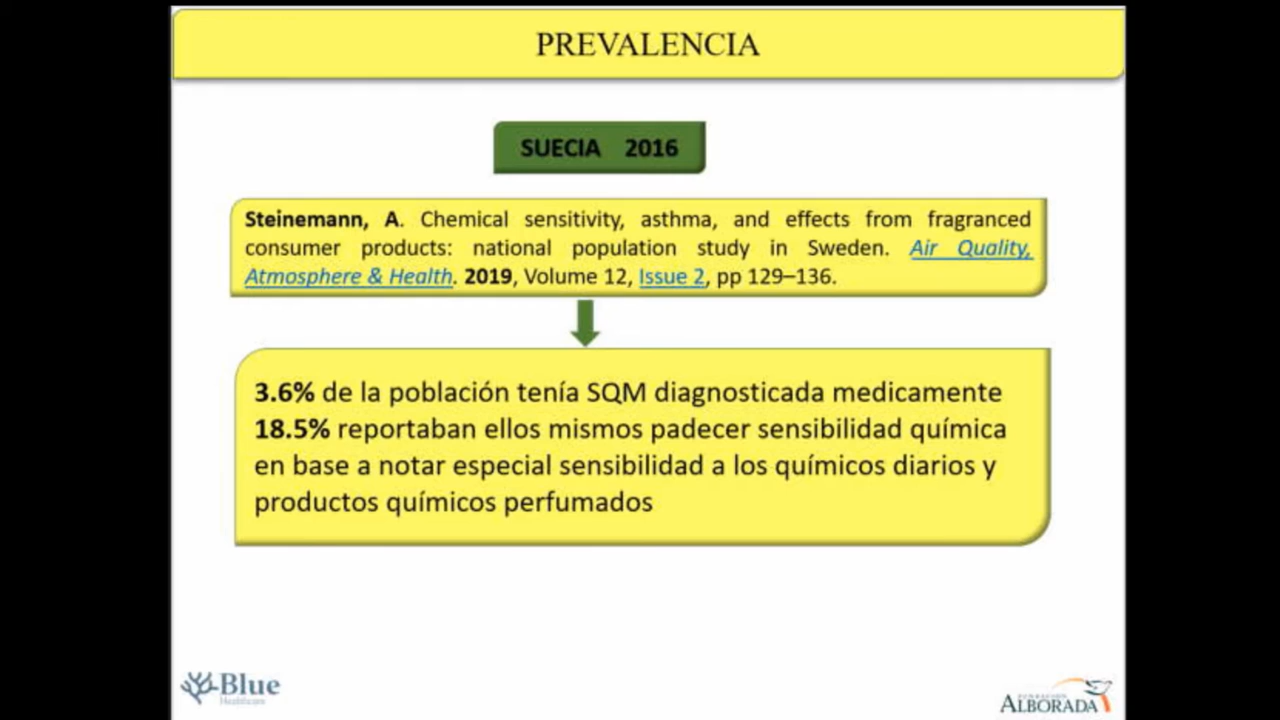 PREVALENCIA
SUECIA 2016
Steinemann, A. Chemical sensitivity, asthma, and effects from fragranced
consumer products: national population study in Sweden. Air Quality,
Atmosphere & Health. 2019, Volume 12, Issue 2, pp 129–136.
3.6% de la población tenía SQM diagnosticada medicamente
18.5% reportaban ellos mismos padecer sensibilidad química
en base a notar especial sensibilidad a los químicos diarios y
productos químicos perfumados
Blue
Healthcare
FUNDACIÓN
ALBORADA